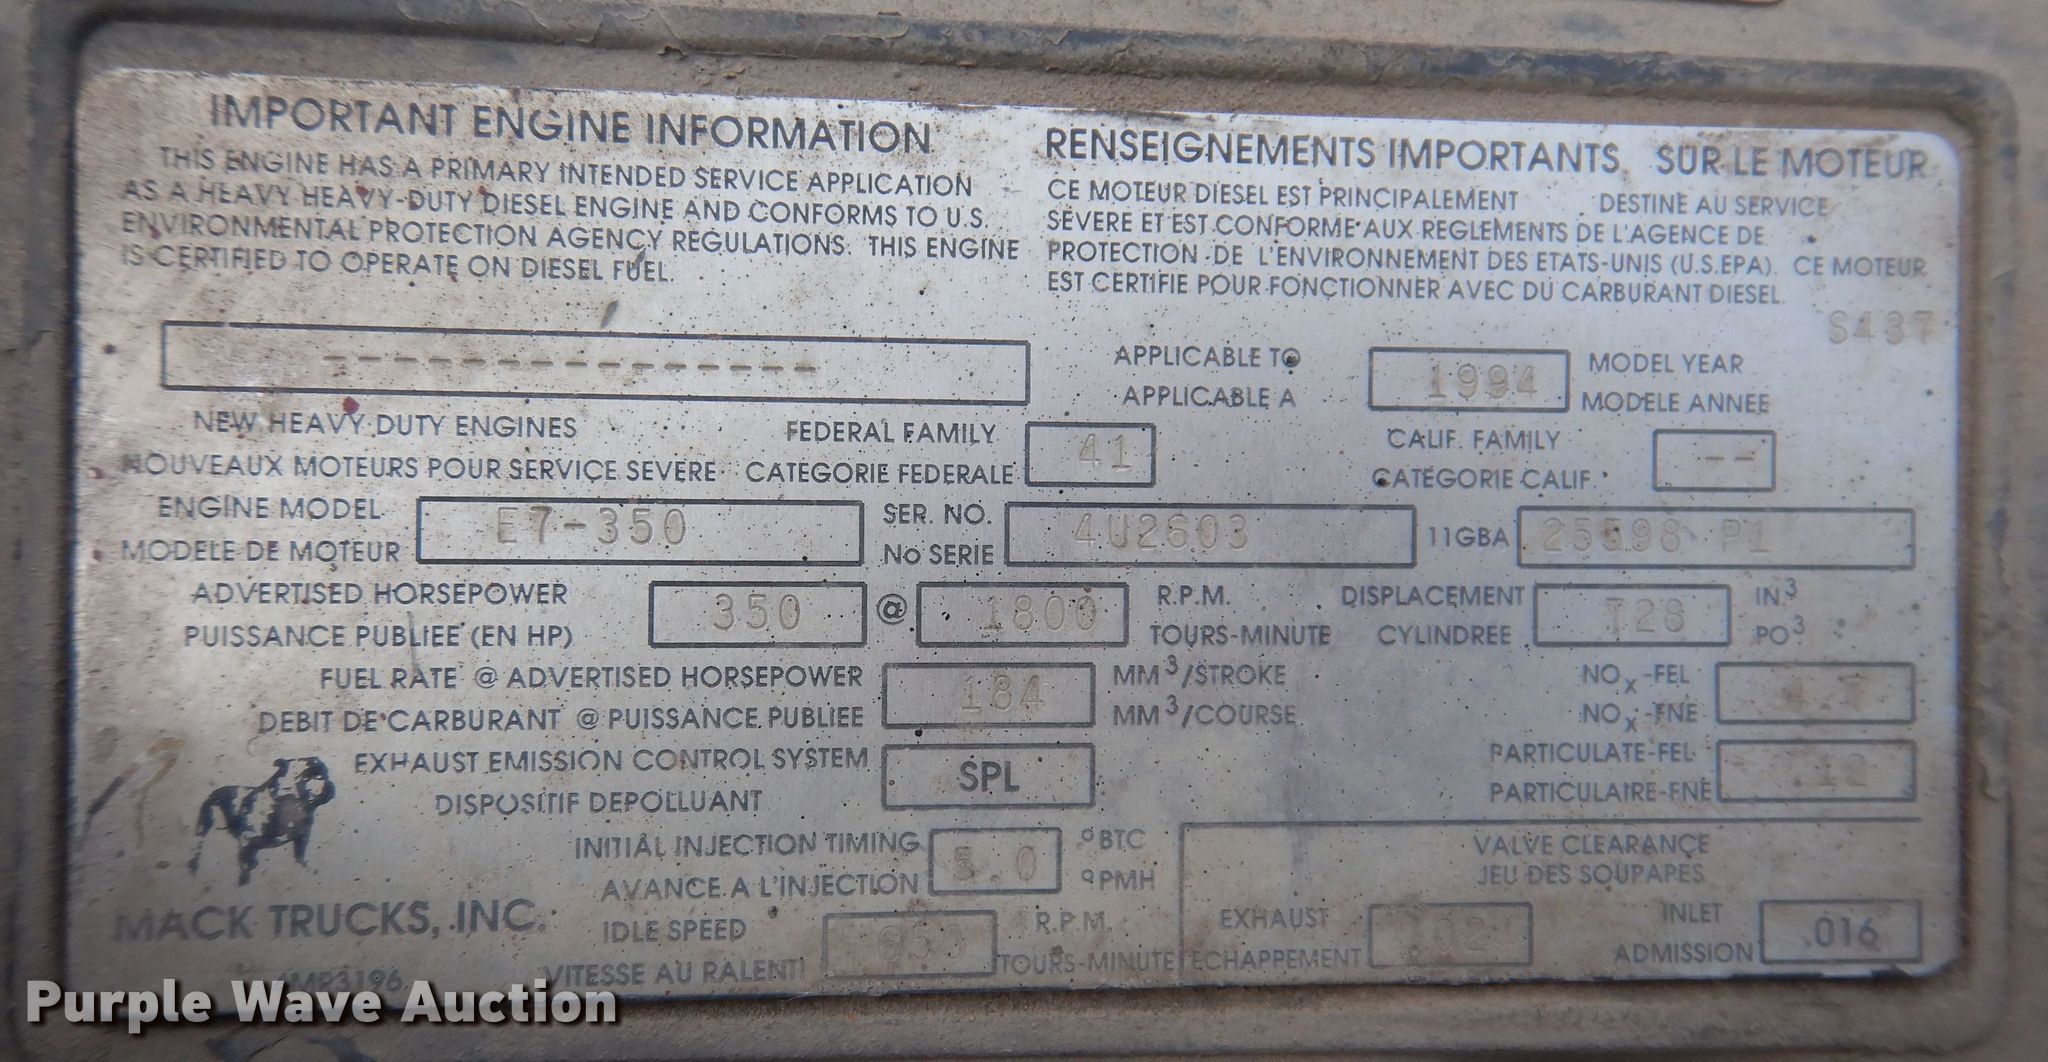 IMPORTANT ENGINE INFORMATION
THIS ENGINE HAS A PRIMARY INTENDED SERVICE APPLICATION
AS A HEAVY HEAVY-DUTY DIESEL ENGINE AND CONFORMS TO U.S.
ENVIRONMENTAL PROTECTION AGENCY REGULATIONS. THIS ENGINE
IS CERTIFIED TO OPERATE ON DIESEL FUEL.
RENSEIGNEMENTS IMPORTANTS SUR LE MOTEUR
CE MOTEUR DIESEL EST PRINCIPALEMENT DESTINE AU SERVICE
SEVERE ET EST CONFORME AUX REGLEMENTS DE L'AGENCE DE
PROTECTION DE L'ENVIRONNEMENT DES ETATS-UNIS (U.S.EPA). CE MOTEUR
EST CERTIFIE POUR FONCTIONNER AVEC DU CARBURANT DIESEL.
S437
--------------
APPLICABLE TO 1994 MODEL YEAR
APPLICABLE A MODELE ANNEE
NEW HEAVY DUTY ENGINES FEDERAL FAMILY 41 CALIF. FAMILY --
NOUVEAUX MOTEURS POUR SERVICE SEVERE CATEGORIE FEDERALE CATEGORIE CALIF.
ENGINE MODEL E7-350 SER. NO. 4U2603 11GBA 25598 P1
MODELE DE MOTEUR No SERIE
ADVERTISED HORSEPOWER 350 @ 1800 R.P.M. DISPLACEMENT 728 IN.3
PUISSANCE PUBLIEE (EN HP) TOURS-MINUTE CYLINDREE PO3
FUEL RATE @ ADVERTISED HORSEPOWER 184 MM3/STROKE NOX-FEL 4.7
DEBIT DE CARBURANT @ PUISSANCE PUBLIEE MM3/COURSE NOX-FNE
EXHAUST EMISSION CONTROL SYSTEM SPL PARTICULATE-FEL .12
DISPOSITIF DEPOLLUANT PARTICULAIRE-FNE
INITIAL INJECTION TIMING 5.0 °BTC VALVE CLEARANCE
AVANCE A L'INJECTION °PMH JEU DES SOUPAPES
MACK TRUCKS, INC. IDLE SPEED 650 R.P.M. EXHAUST INLET .016
VITESSE AU RALENTI TOURS-MINUTE ECHAPPEMENT ADMISSION
Purple Wave Auction